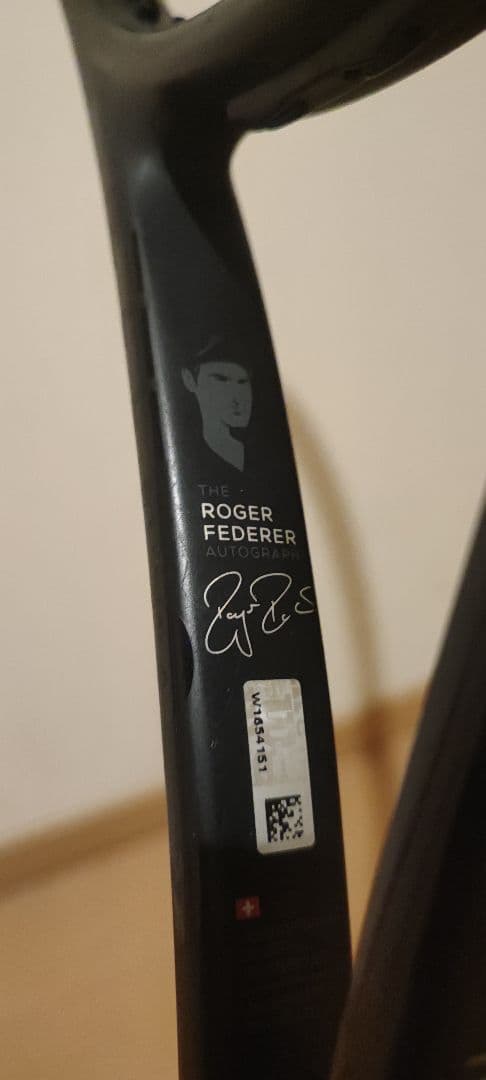 THE
ROGER
FEDERER
AUTOGRAPH
W1654151